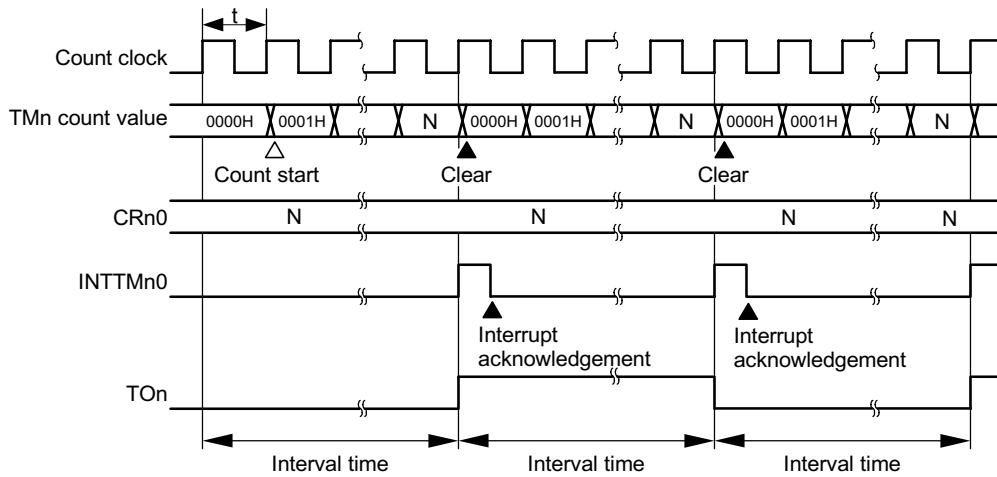 t
Count clock
TMn count value 0000H 0001H N 0000H 0001H N 0000H 0001H N
Count start Clear Clear
CRn0 N N N N
INTTMn0
Interrupt acknowledgement Interrupt acknowledgement
TOn
Interval time Interval time Interval time